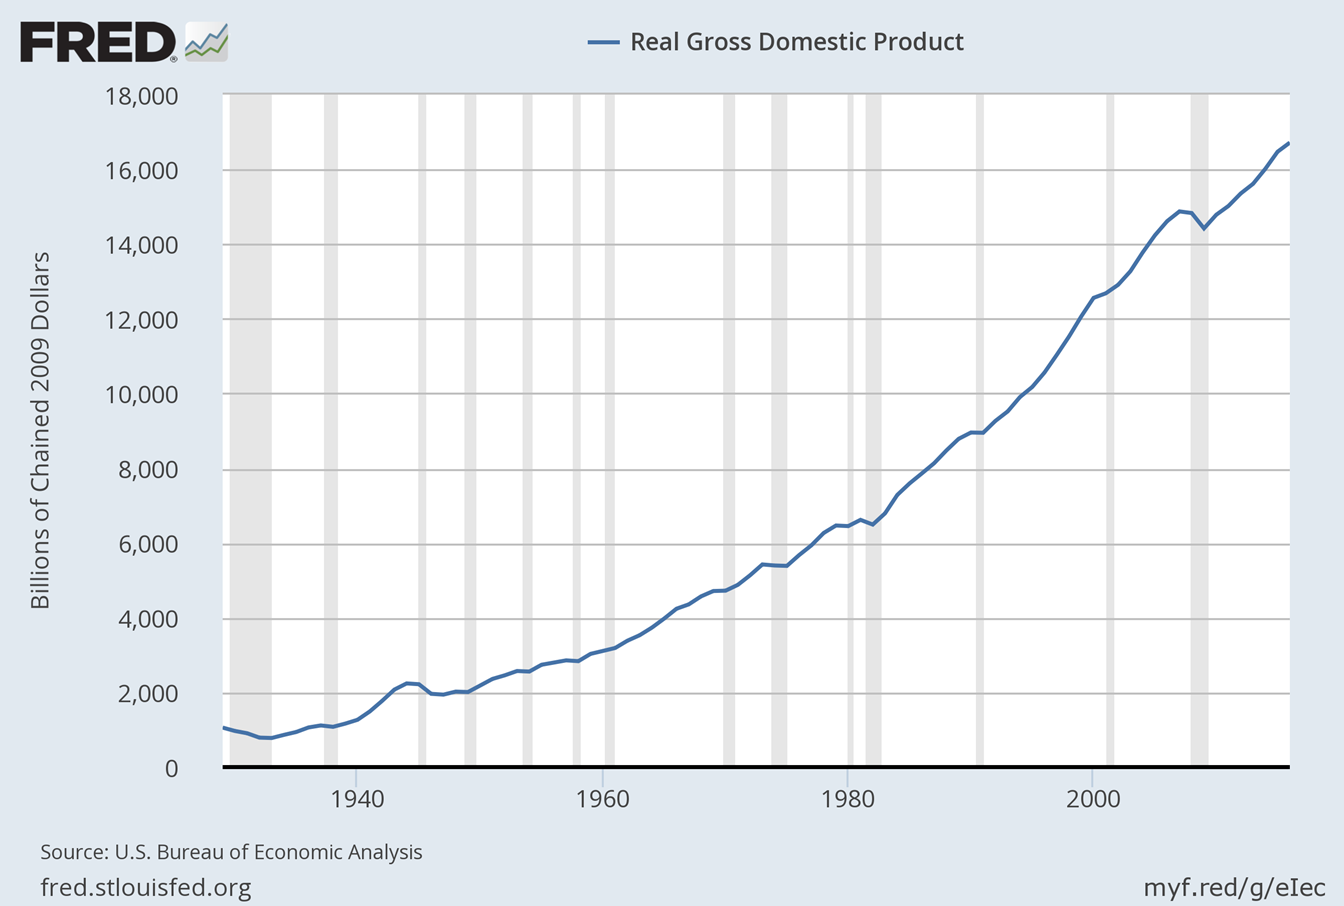 FRED®
Real Gross Domestic Product
18,000
16,000
14,000
12,000
10,000
8,000
6,000
4,000
2,000
0
Billions of Chained 2009 Dollars
1940 1960 1980 2000
Source: U.S. Bureau of Economic Analysis
fred.stlouisfed.org
myf.red/g/eIec